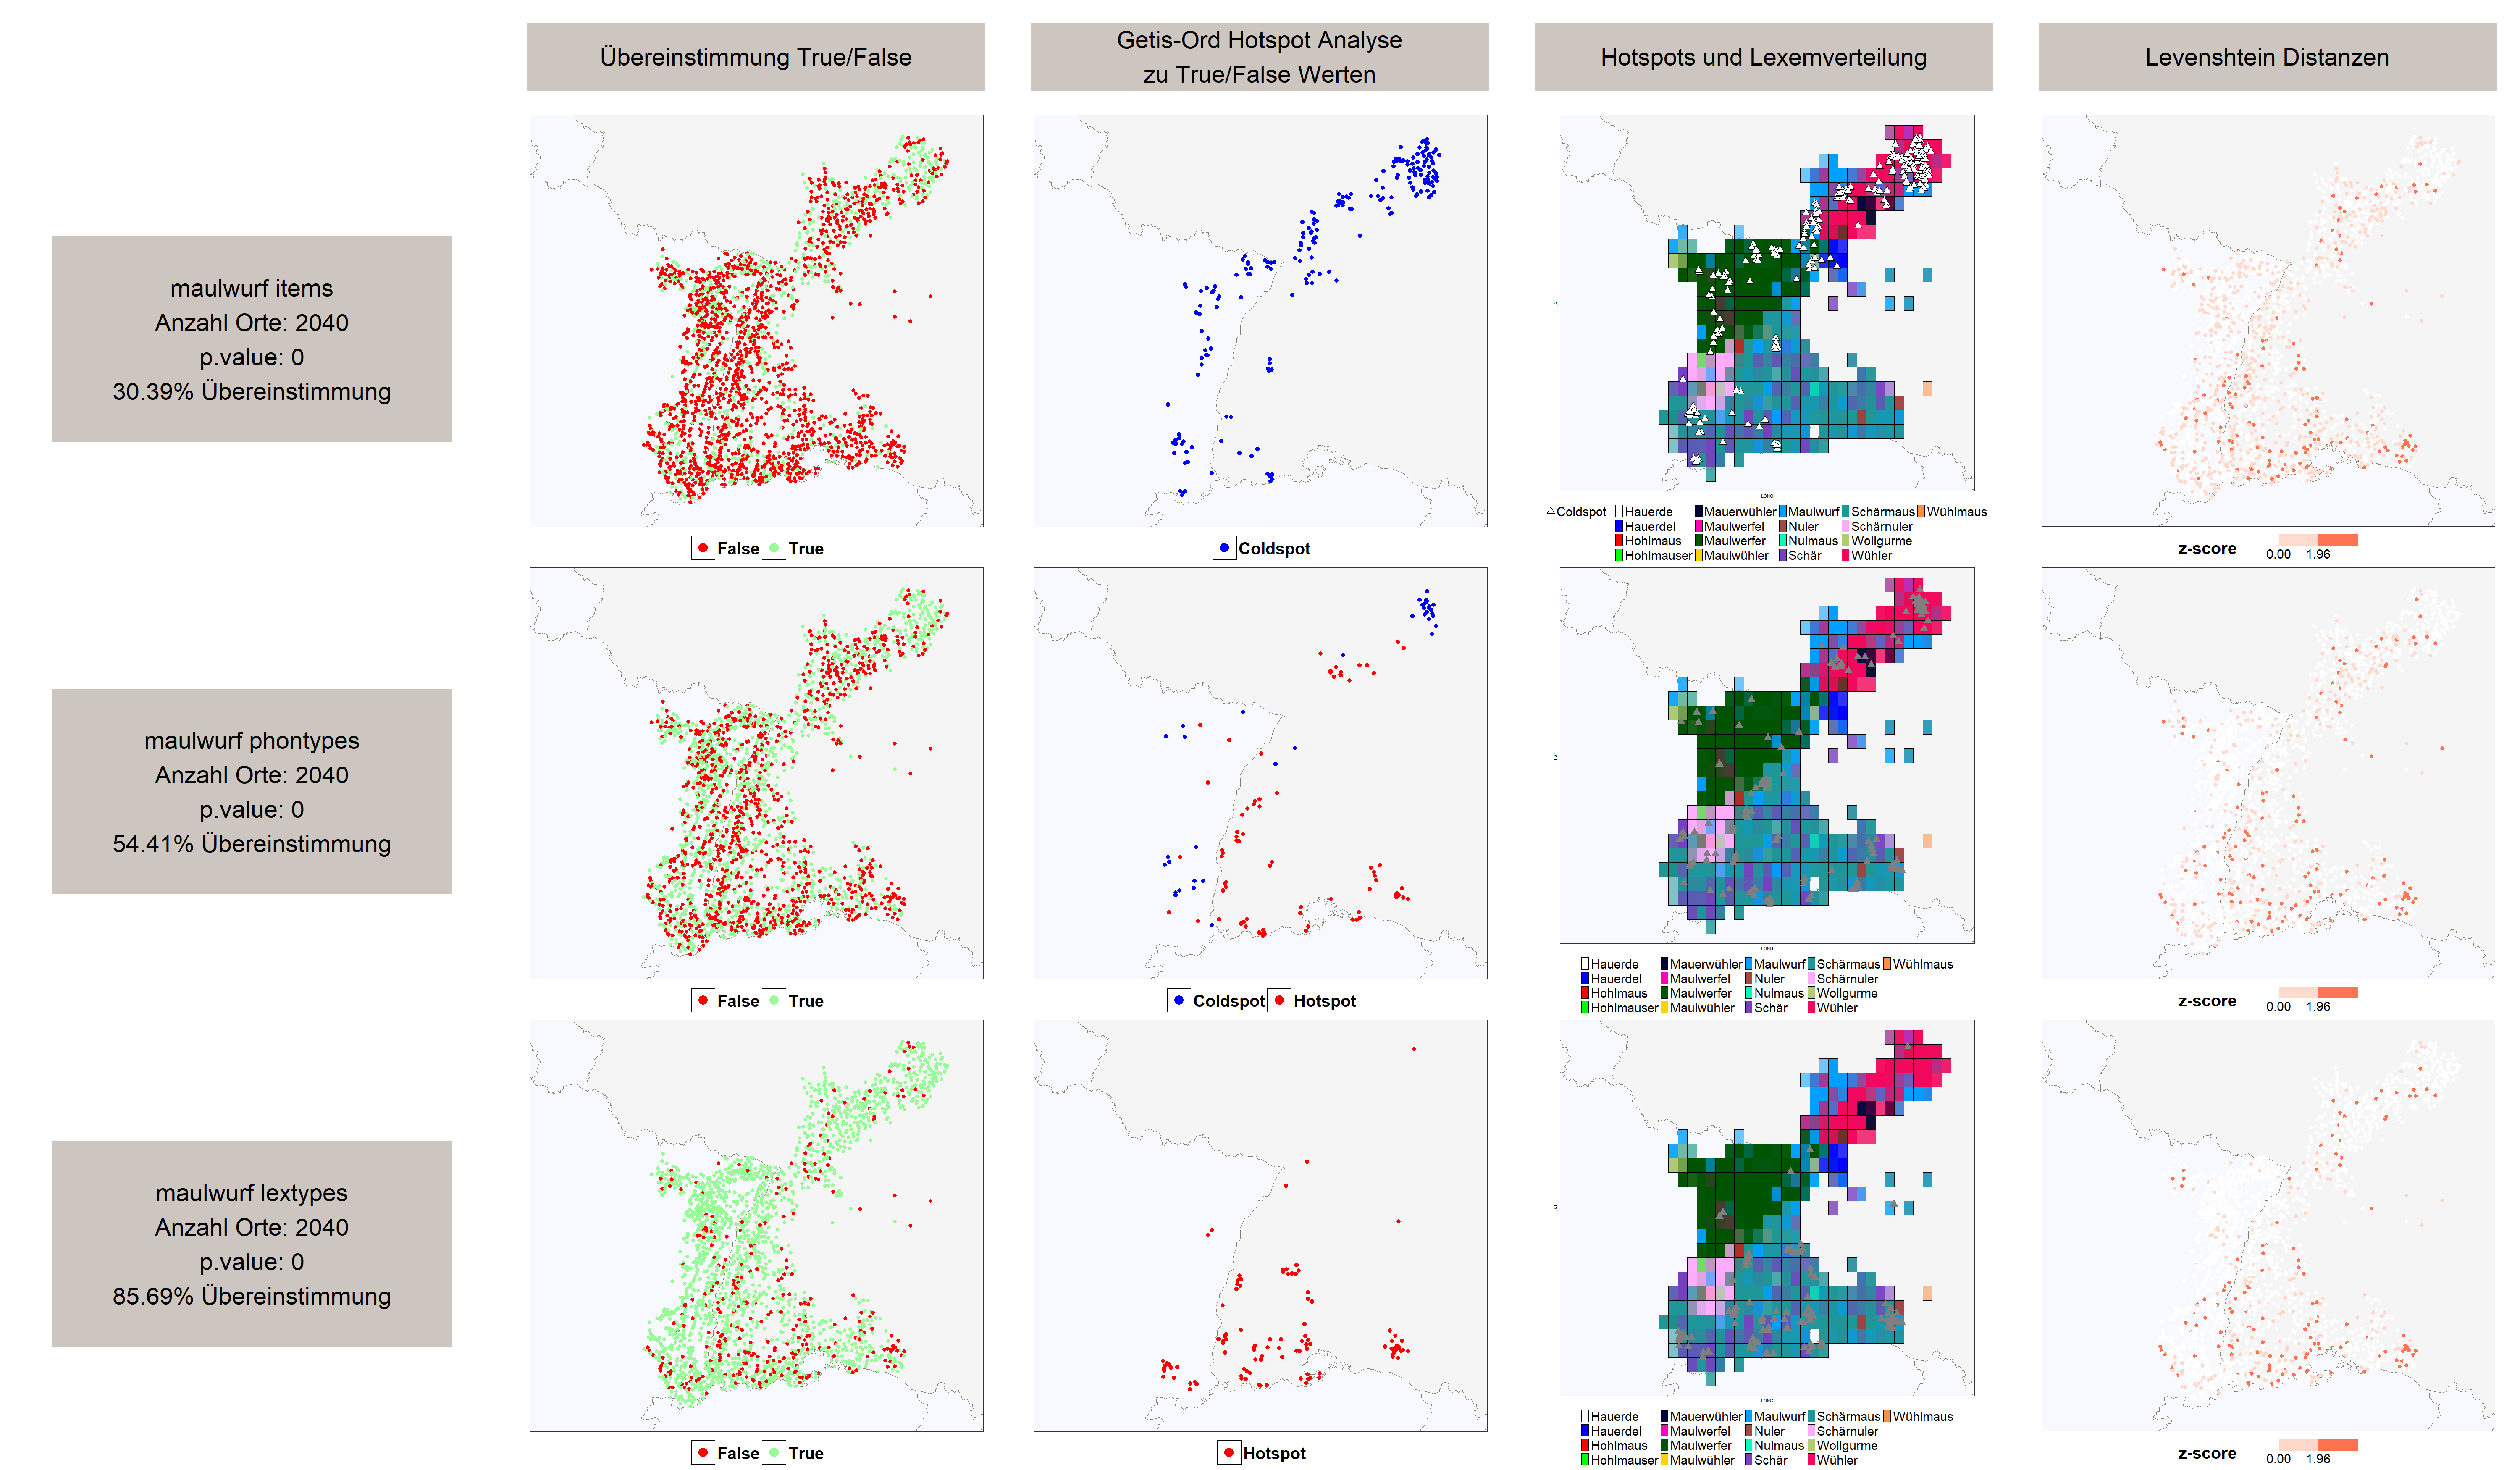 Übereinstimmung True/False
Getis-Ord Hotspot Analyse
zu True/False Werten
Hotspots und Lexemverteilung
Levenshtein Distanzen
maulwurf items
Anzahl Orte: 2040
p.value: 0
30.39% Übereinstimmung
False True
Coldspot
LAT
LONG
Coldspot Hauerde Mauerwühler Maulwurf Schärmaus Wühlmaus
Hauerdel Maulwerfel Nuler Schärnuler
Hohlmaus Maulwerfer Nulmaus Wollgurme
Hohlmauser Maulwühler Schär Wühler
z-score
0.00 1.96
maulwurf phontypes
Anzahl Orte: 2040
p.value: 0
54.41% Übereinstimmung
False True
Coldspot Hotspot
LAT
LONG
Hauerde Mauerwühler Maulwurf Schärmaus Wühlmaus
Hauerdel Maulwerfel Nuler Schärnuler
Hohlmaus Maulwerfer Nulmaus Wollgurme
Hohlmauser Maulwühler Schär Wühler
z-score
0.00 1.96
maulwurf lextypes
Anzahl Orte: 2040
p.value: 0
85.69% Übereinstimmung
False True
Hotspot
LAT
LONG
Hauerde Mauerwühler Maulwurf Schärmaus Wühlmaus
Hauerdel Maulwerfel Nuler Schärnuler
Hohlmaus Maulwerfer Nulmaus Wollgurme
Hohlmauser Maulwühler Schär Wühler
z-score
0.00 1.96